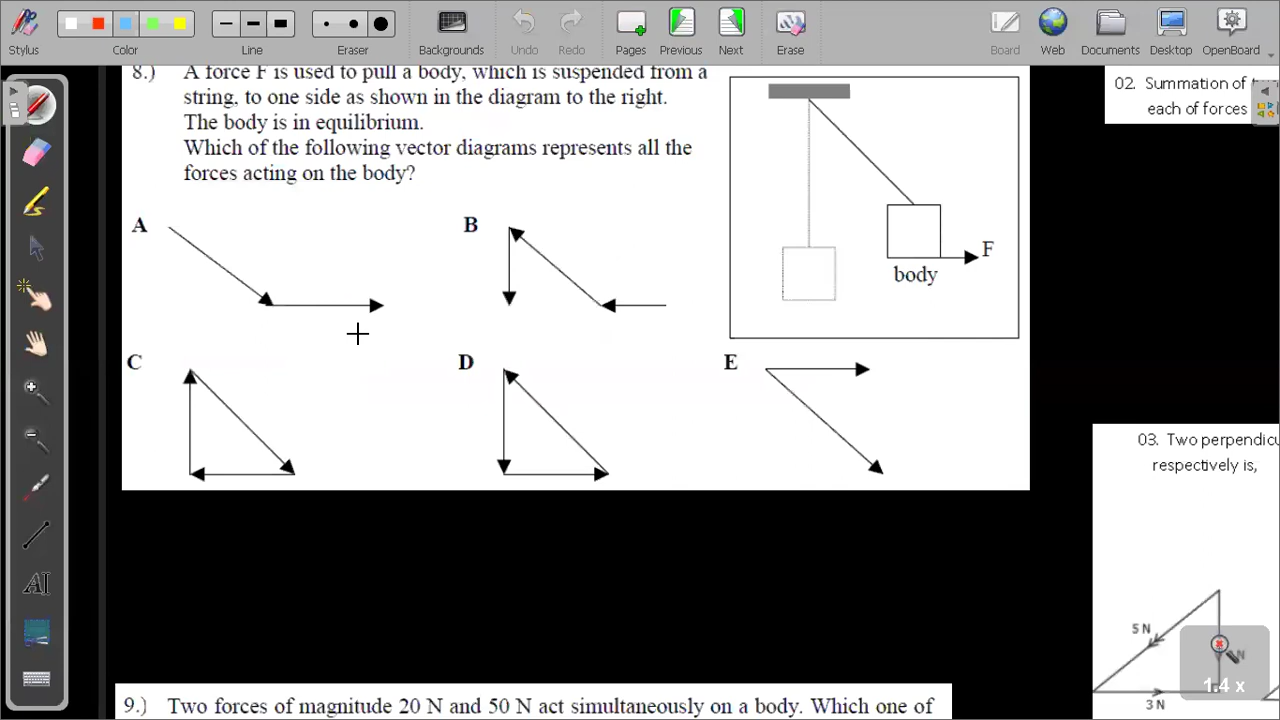 Stylus
Color
Line
Eraser
Backgrounds
Undo
Redo
Pages
Previous
Next
Erase
Board
Web
Documents
Desktop
OpenBoard
8.) A force F is used to pull a body, which is suspended from a
string, to one side as shown in the diagram to the right.
The body is in equilibrium.
Which of the following vector diagrams represents all the
forces acting on the body?
A
B
F
body
C
D
E
02. Summation of
each of forces
03. Two
respectively is,
5 N
N
3 N
1.4 x
AI
9.) Two forces of magnitude 20 N and 50 N act simultaneously on a body. Which one of